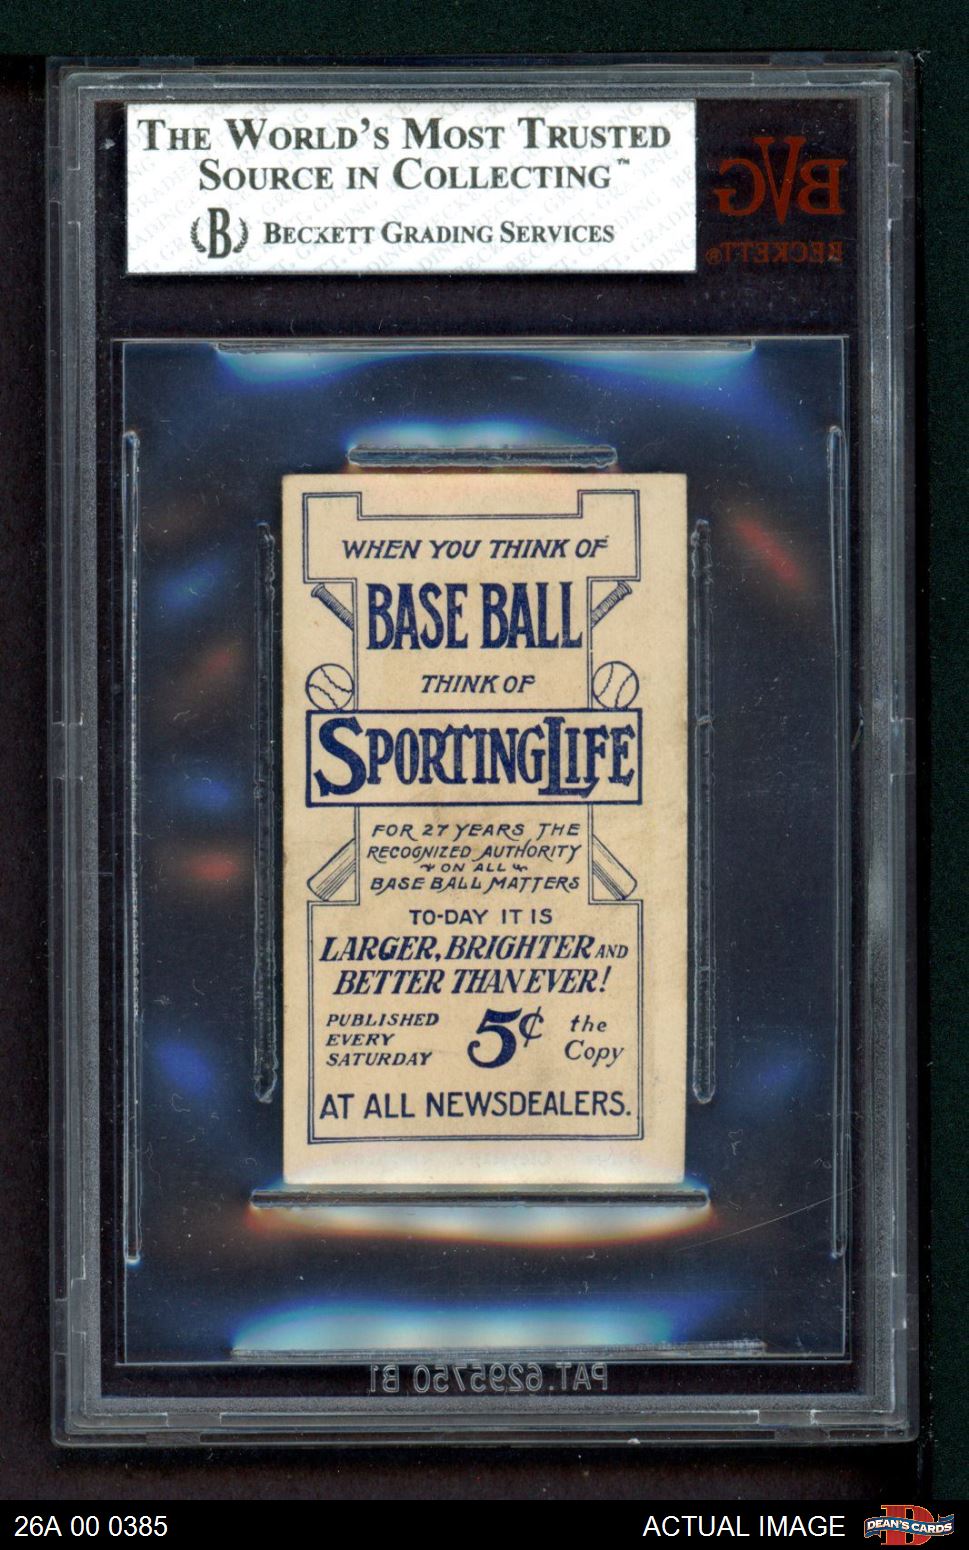 THE WORLD'S MOST TRUSTED
SOURCE IN COLLECTING™
B BECKETT GRADING SERVICES
BVG
BECKETT®
WHEN YOU THINK OF
BASE BALL
THINK OF
SPORTING LIFE
FOR 27 YEARS THE
RECOGNIZED AUTHORITY
ON ALL
BASE BALL MATTERS
TO-DAY IT IS
LARGER, BRIGHTER AND
BETTER THAN EVER!
PUBLISHED
EVERY
SATURDAY
5¢ the
Copy
AT ALL NEWSDEALERS.
PAT.6295750 B1
26A 00 0385
ACTUAL IMAGE
DEAN'S CARDS